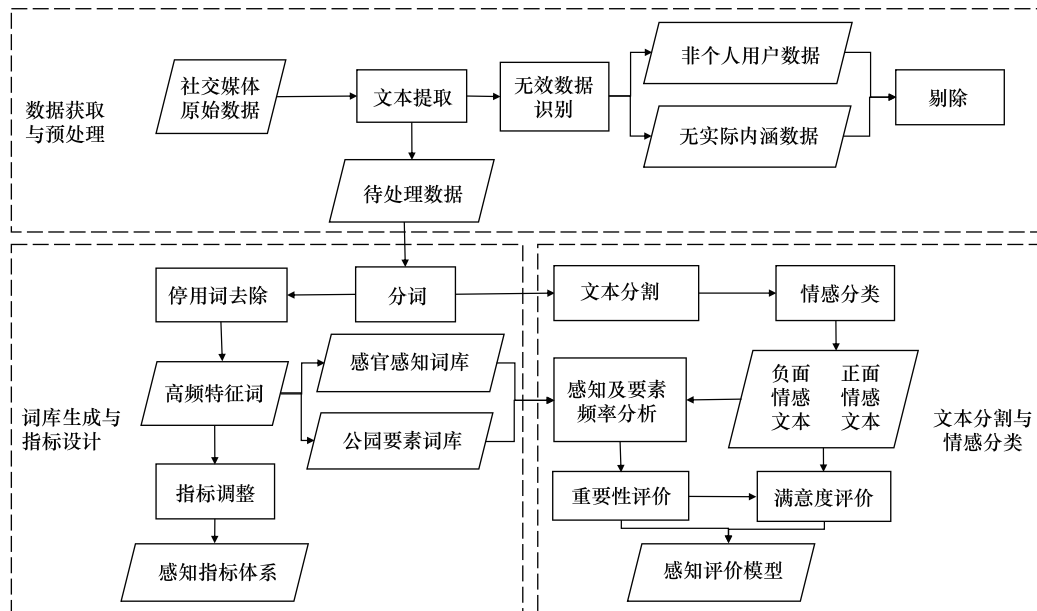 数据获取
与预处理
社交媒体
原始数据
文本提取
无效数据
识别
非个人用户数据
无实际内涵数据
剔除
待处理数据
词库生成与
指标设计
停用词去除
分词
高频特征词
感官感知词库
公园要素词库
指标调整
感知指标体系
文本分割
情感分类
感知及要素
频率分析
负面 正面
情感 情感
文本 文本
重要性评价
满意度评价
感知评价模型
文本分割与
情感分类